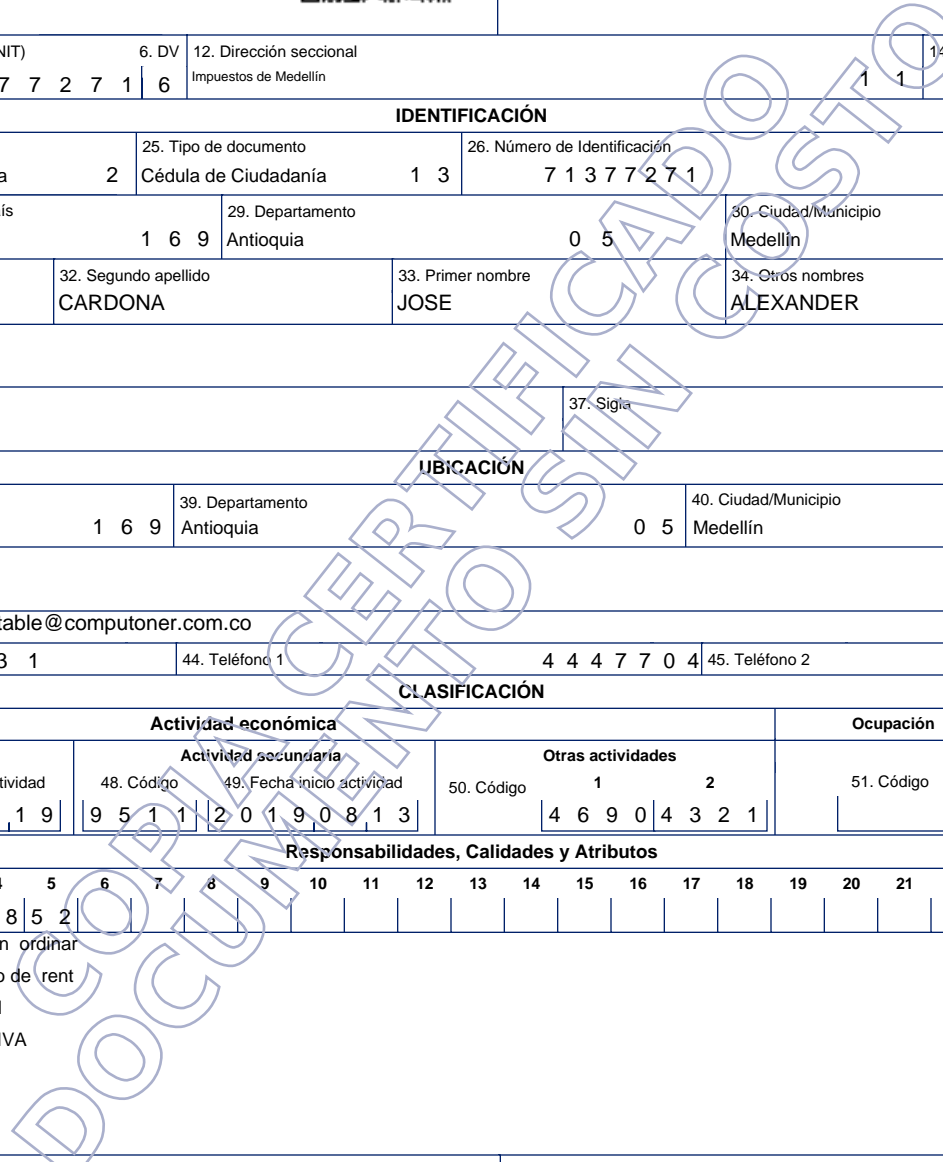 NIT) 6. DV 12. Dirección seccional 14
7 7 2 7 1 6 Impuestos de Medellín 1 1
IDENTIFICACIÓN
25. Tipo de documento 26. Número de Identificación
a 2 Cédula de Ciudadanía 1 3 7 1 3 7 7 2 7 1
ís 29. Departamento 30. Ciudad/Municipio
1 6 9 Antioquia 0 5 Medellín
32. Segundo apellido 33. Primer nombre 34. Otros nombres
CARDONA JOSE ALEXANDER
37. Sigla
UBICACIÓN
39. Departamento 40. Ciudad/Municipio
1 6 9 Antioquia 0 5 Medellín
table@computoner.com.co
3 1 44. Teléfono 1 4 4 4 7 7 0 4 45. Teléfono 2
CLASIFICACIÓN
Actividad económica Ocupación
Actividad secundaria Otras actividades
tividad 48. Código 49. Fecha inicio actividad 50. Código 1 2 51. Código
1 9 9 5 1 1 2 0 1 9 0 8 1 3 4 6 9 0 4 3 2 1
Responsabilidades, Calidades y Atributos
4 5 6 7 8 9 10 11 12 13 14 15 16 17 18 19 20 21
8 5 2
n ordinar
o de rent
IVA
COPIA CERTIFICADO
DOCUMENTO SIN COSTO